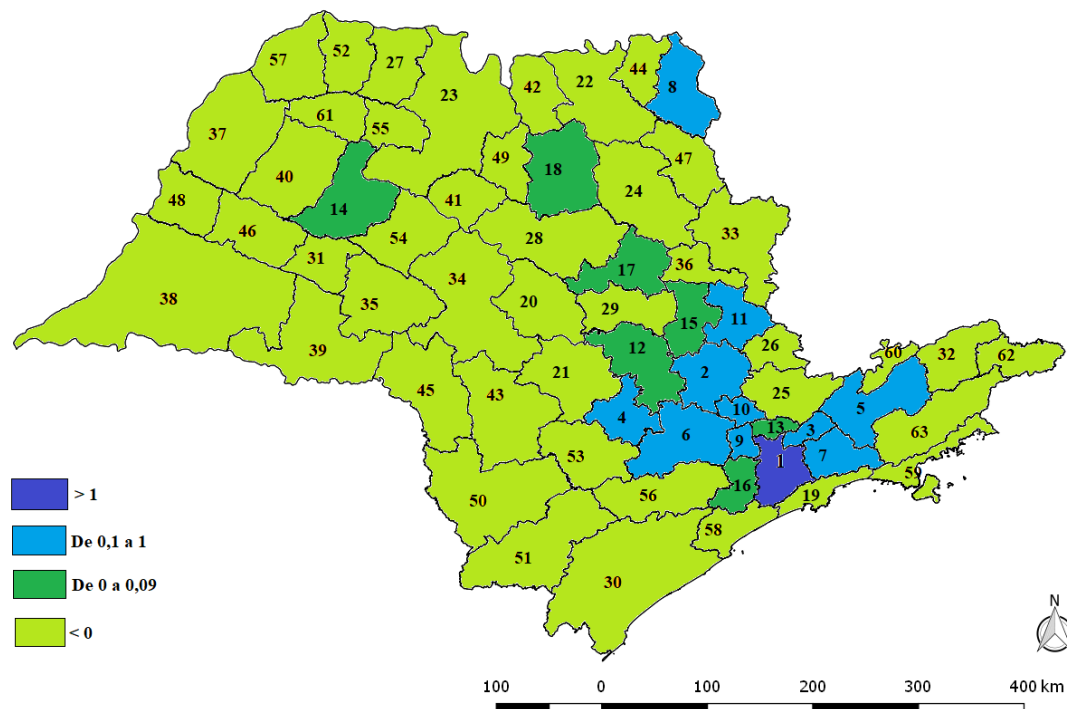 57 52 27 23 42 22 44 8
37 61 55 49 18 24 47
48 40 14 41 46 31 54 28 33
38 35 34 17 36
20 29 15 11
39 12 26 60 32 62
45 43 21 2 25 5
4 6 10 13 3 63
53 9 1 7 59
50 56 16 19
58
51 30
> 1
De 0,1 a 1
De 0 a 0,09
< 0
N
100 0 100 200 300 400 km